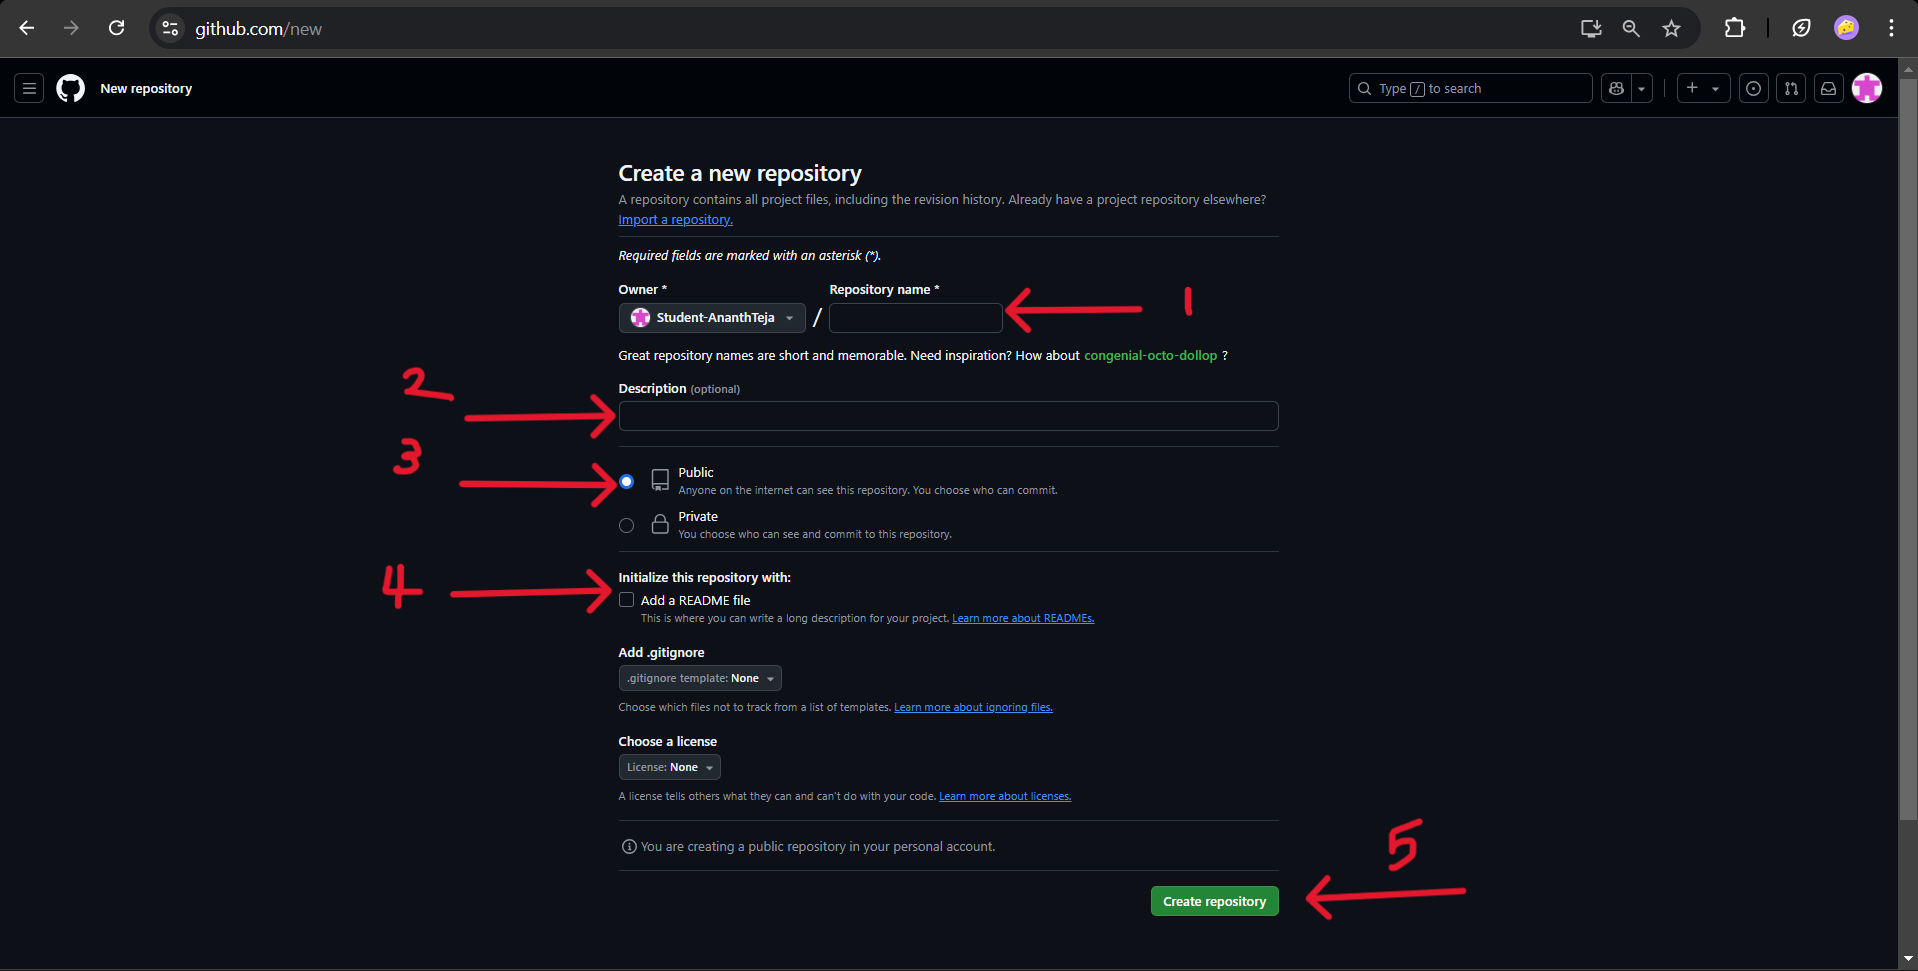 github.com/new
New repository
Type / to search
Create a new repository
A repository contains all project files, including the revision history. Already have a project repository elsewhere?
Import a repository.
Required fields are marked with an asterisk (*).
Owner * Repository name *
Student-AnanthTeja / 1
Great repository names are short and memorable. Need inspiration? How about congenial-octo-dollop ?
2
Description (optional)
3
Public
Anyone on the internet can see this repository. You choose who can commit.
Private
You choose who can see and commit to this repository.
4
Initialize this repository with:
Add a README file
This is where you can write a long description for your project. Learn more about READMEs.
Add .gitignore
.gitignore template: None
Choose which files not to track from a list of templates. Learn more about ignoring files.
Choose a license
License: None
A license tells others what they can and can't do with your code. Learn more about licenses.
You are creating a public repository in your personal account.
5
Create repository